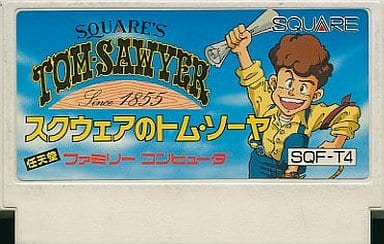 SQUARE'S
TOM·SAWYER
Since 1855
SQUARE
スクウェアのトム・ソーヤ
任天堂 ファミリー コンピュータ
SQF-T4